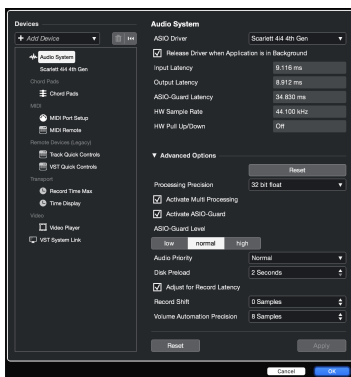 Devices
+ Add Device
Audio System
Scarlett 4i4 4th Gen
Chord Pads
Chord Pads
MIDI
MIDI Port Setup
MIDI Remote
Remote Devices (Legacy)
Track Quick Controls
VST Quick Controls
Transport
Record Time Max
Time Display
Video
Video Player
VST System Link
Audio System
ASIO Driver Scarlett 4i4 4th Gen
Release Driver when Application is in Background
Input Latency 9.116 ms
Output Latency 8.912 ms
ASIO-Guard Latency 34.830 ms
HW Sample Rate 44.100 kHz
HW Pull Up/Down Off
Advanced Options
Reset
Processing Precision 32 bit float
Activate Multi Processing
Activate ASIO-Guard
ASIO-Guard Level
low normal high
Audio Priority Normal
Disk Preload 2 Seconds
Adjust for Record Latency
Record Shift 0 Samples
Volume Automation Precision 8 Samples
Reset Apply
Cancel OK